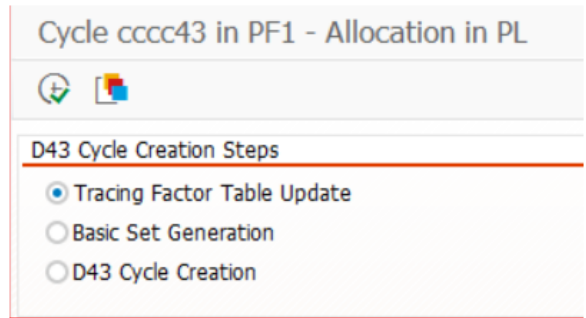 Cycle cccc43 in PF1 - Allocation in PL
D43 Cycle Creation Steps
Tracing Factor Table Update
Basic Set Generation
D43 Cycle Creation